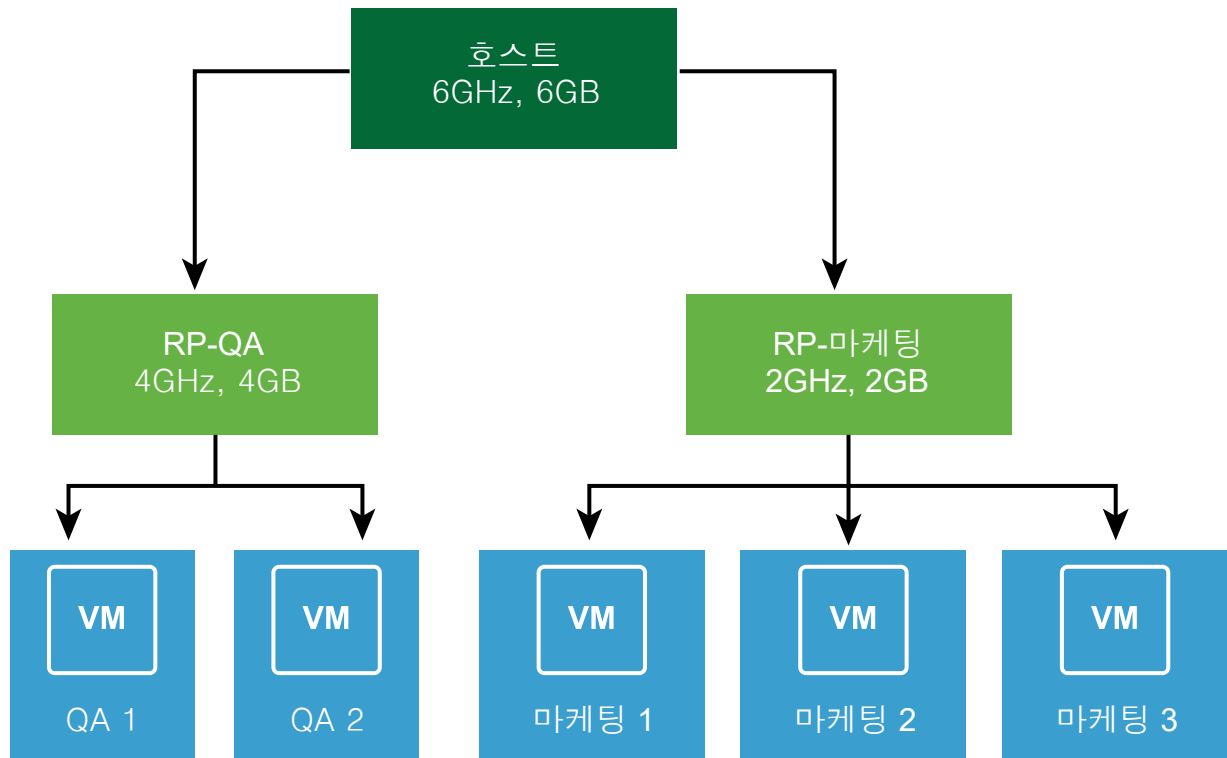 호스트
6GHz, 6GB
RP-QA
4GHz, 4GB
RP-마케팅
2GHz, 2GB
VM
QA 1
VM
QA 2
VM
마케팅 1
VM
마케팅 2
VM
마케팅 3